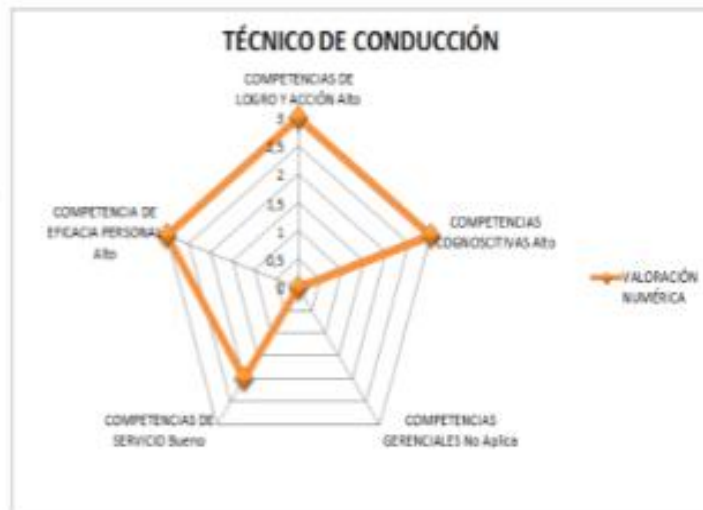 TÉCNICO DE CONDUCCIÓN
COMPETENCIAS DE
LOGRO Y ACCIÓN Alto
3
2,5
2
1,5
1
0,5
0
COMPETENCIAS
COGNOSCITIVAS Alto
COMPETENCIAS
GERENCIALES No Aplica
COMPETENCIAS DE
SERVICIO Bueno
COMPETENCIA DE
EFICACIA PERSONAL
Alto
VALORACIÓN
NUMÉRICA